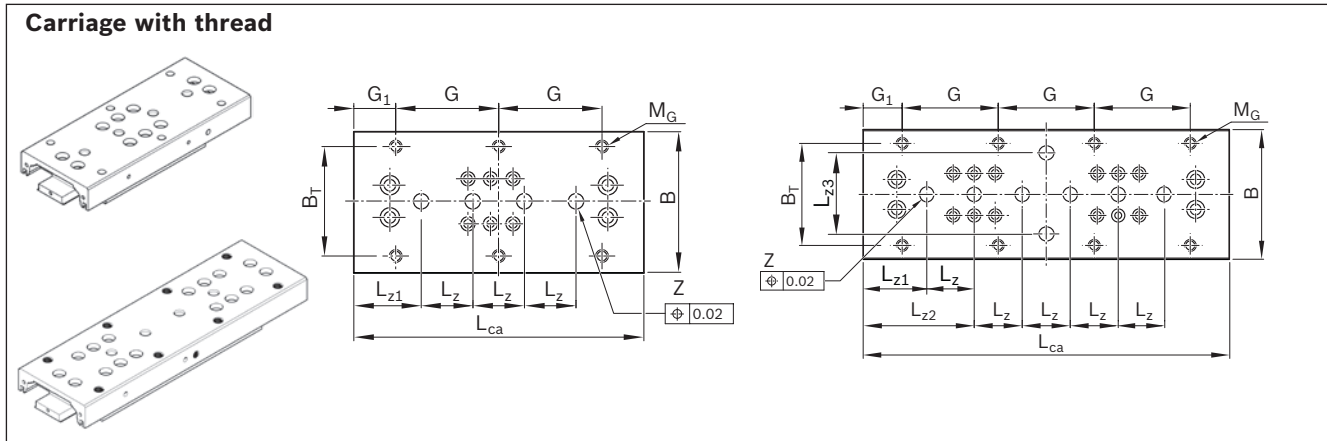 Carriage with thread
G1 G G
MG
BT
B
Lz1 Lz Lz Lz
Z
⌖ 0.02
Lca
G1 G G G
MG
BT
Lz3
B
Z
⌖ 0.02
Lz1 Lz
Lz2 Lz Lz Lz Lz
Lca